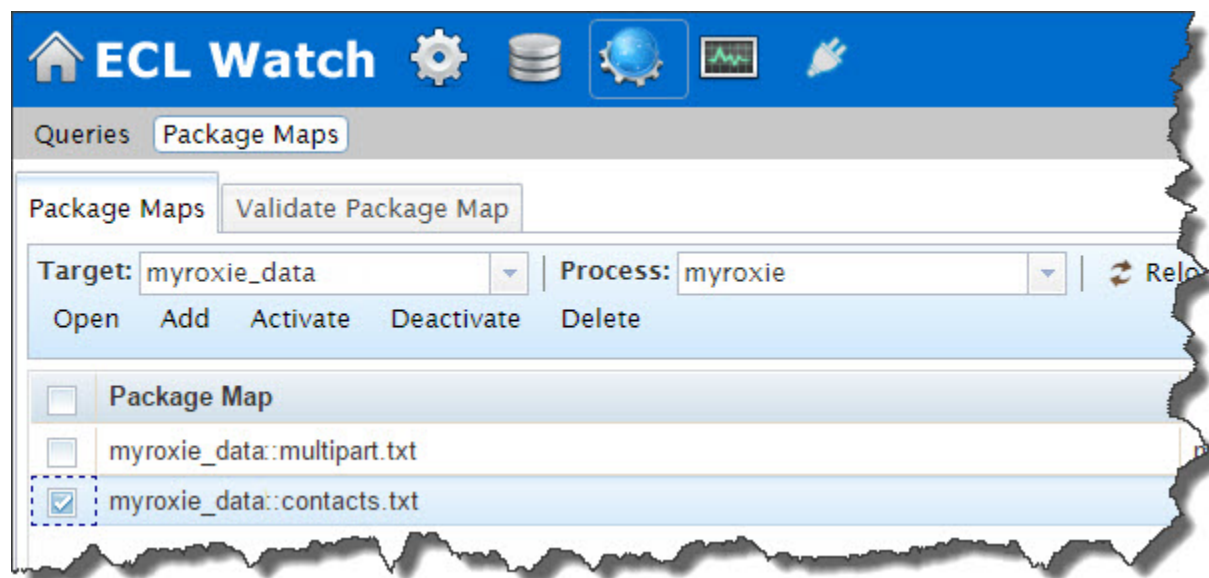 ECL Watch
Queries Package Maps
Package Maps Validate Package Map
Target: myroxie_data Process: myroxie
Open Add Activate Deactivate Delete
Package Map
myroxie_data::multipart.txt
myroxie_data::contacts.txt